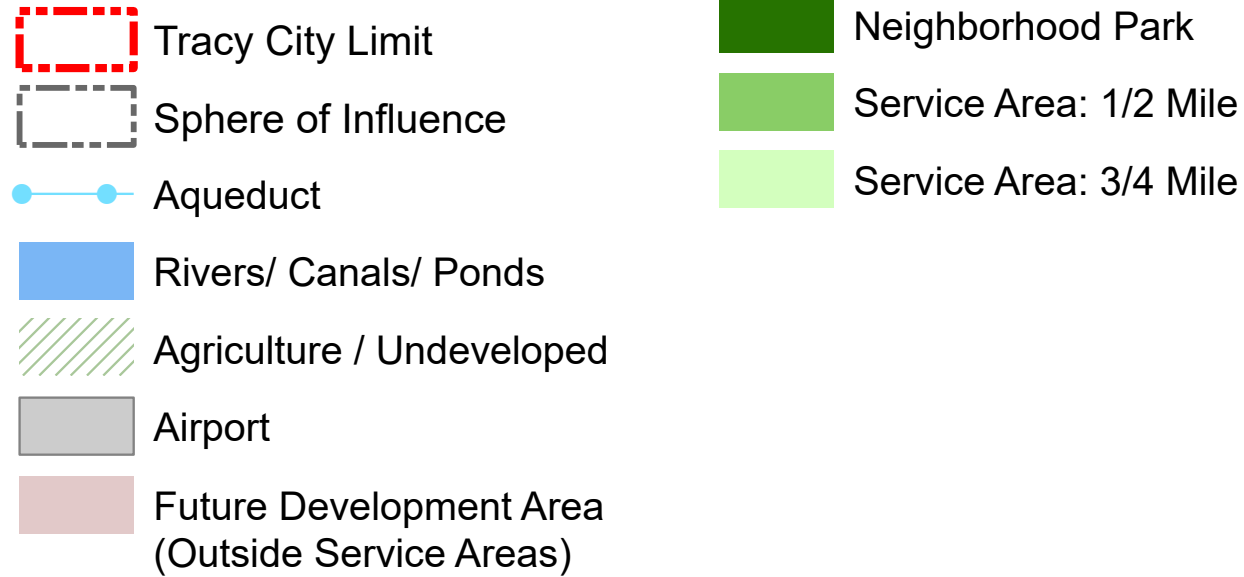 Tracy City Limit
Sphere of Influence
Aqueduct
Rivers/ Canals/ Ponds
Agriculture / Undeveloped
Airport
Future Development Area
(Outside Service Areas)
Neighborhood Park
Service Area: 1/2 Mile
Service Area: 3/4 Mile